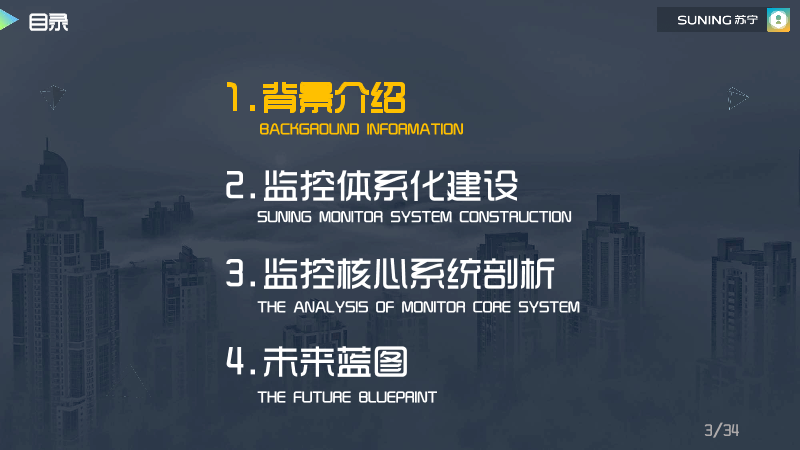 目录
SUNING 苏宁
1.背景介绍
BACKGROUND INFORMATION
2.监控体系化建设
SUNING MONITOR SYSTEM CONSTRUCTION
3.监控核心系统剖析
THE ANALYSIS OF MONITOR CORE SYSTEM
4.未来蓝图
THE FUTURE BLUEPRINT
3/34